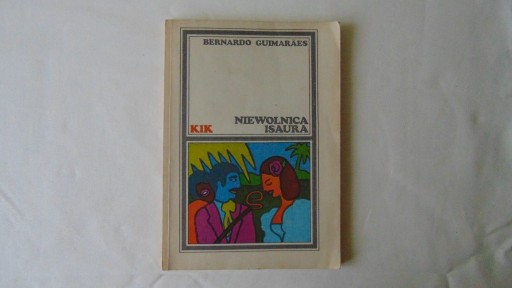 BERNARDO GUIMARÃES
NIEWOLNICA
KIK ISAURA